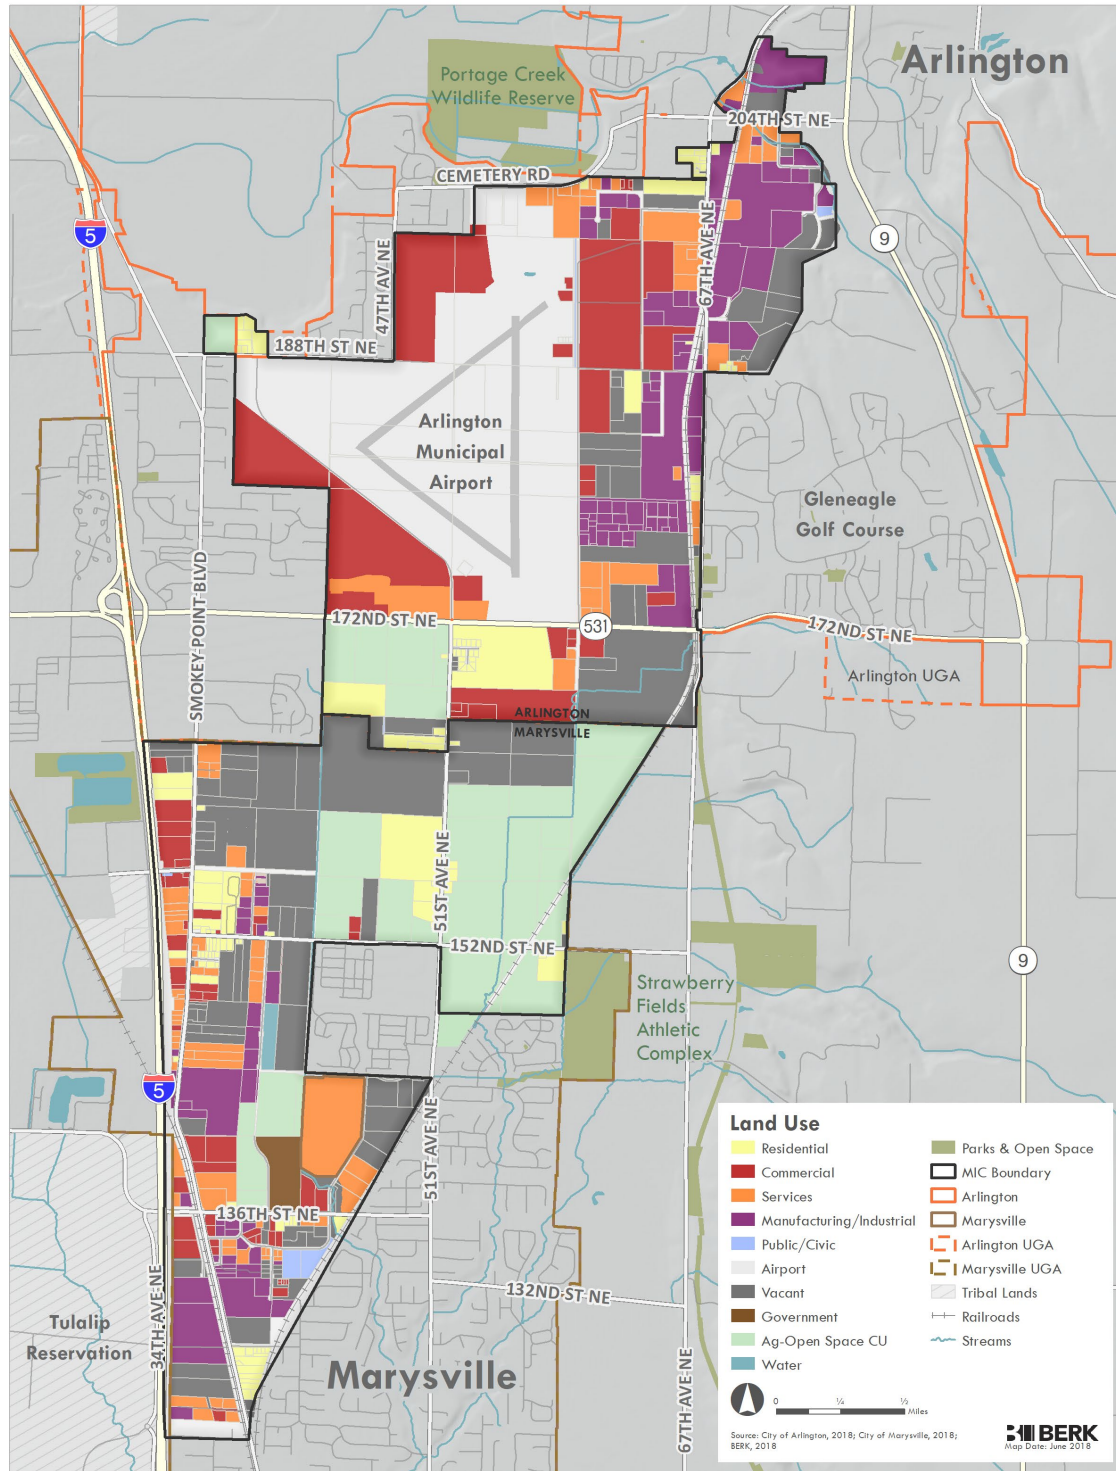 Arlington
Portage Creek
Wildlife Reserve
204TH ST NE
CEMETERY RD
5
9
47TH AV NE
67TH AVE NE
188TH ST NE
Arlington
Municipal
Airport
Gleneagle
Golf Course
SMOKEY POINT BLVD
172ND ST NE
531
172ND ST NE
Arlington UGA
ARLINGTON
MARYSVILLE
51ST AVE NE
152ND ST NE
9
Strawberry
Fields
Athletic
Complex
5
51ST AVE NE
136TH ST NE
132ND ST NE
34TH AVE NE
Tulalip
Reservation
Marysville
67TH AVE NE
Land Use
Residential
Commercial
Services
Manufacturing/Industrial
Public/Civic
Airport
Vacant
Government
Ag-Open Space CU
Water
Parks & Open Space
MIC Boundary
Arlington
Marysville
Arlington UGA
Marysville UGA
Tribal Lands
Railroads
Streams
0 ¼ ½
Miles
Source: City of Arlington, 2018; City of Marysville, 2018;
BERK, 2018
BERK
Map Date: June 2018